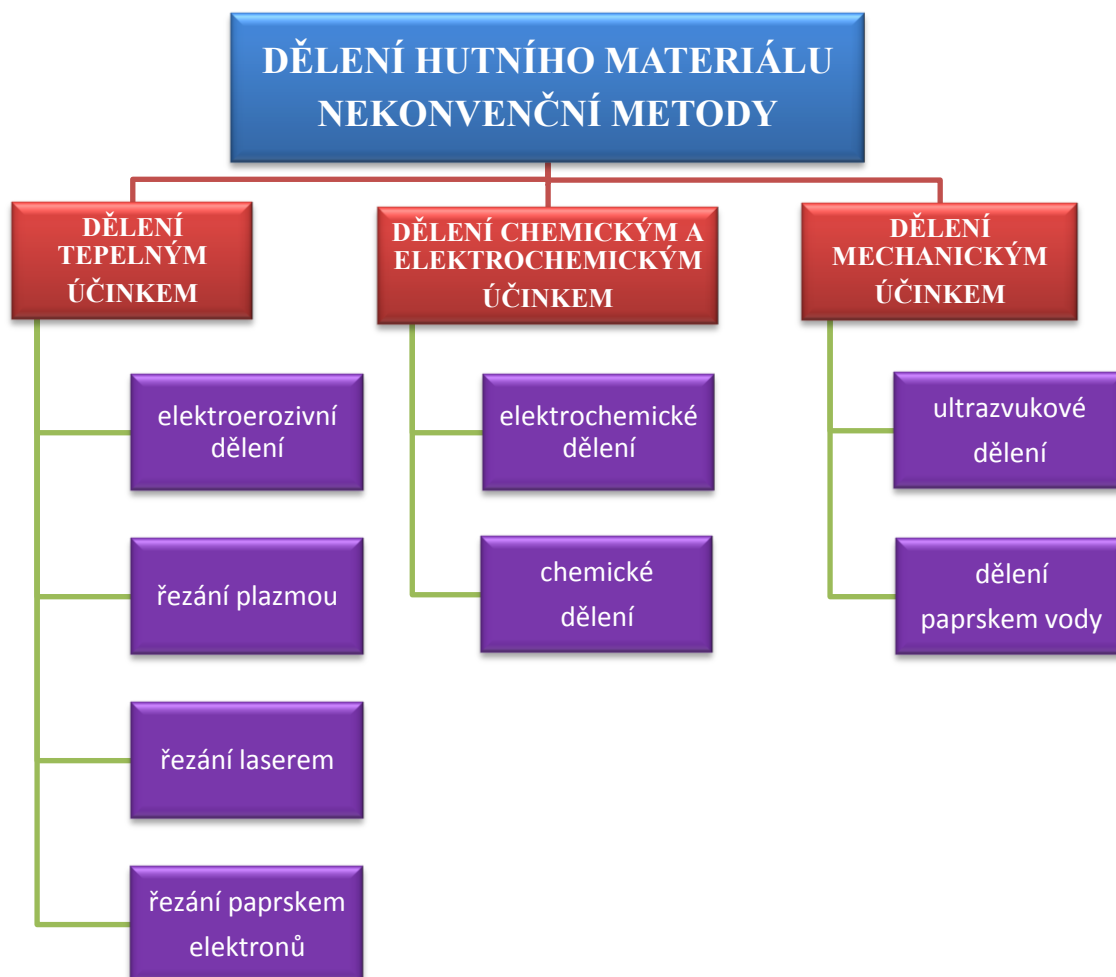 DĚLENÍ HUTNÍHO MATERIÁLU
NEKONVENČNÍ METODY
DĚLENÍ
TEPELNÝM
ÚČINKEM
elektroerozivní
dělení
řezání plazmou
řezání laserem
řezání paprskem
elektronů
DĚLENÍ CHEMICKÝM A
ELEKTROCHEMICKÝM
ÚČINKEM
elektrochemické
dělení
chemické
dělení
DĚLENÍ
MECHANICKÝM
ÚČINKEM
ultrazvukové
dělení
dělení
paprskem vody